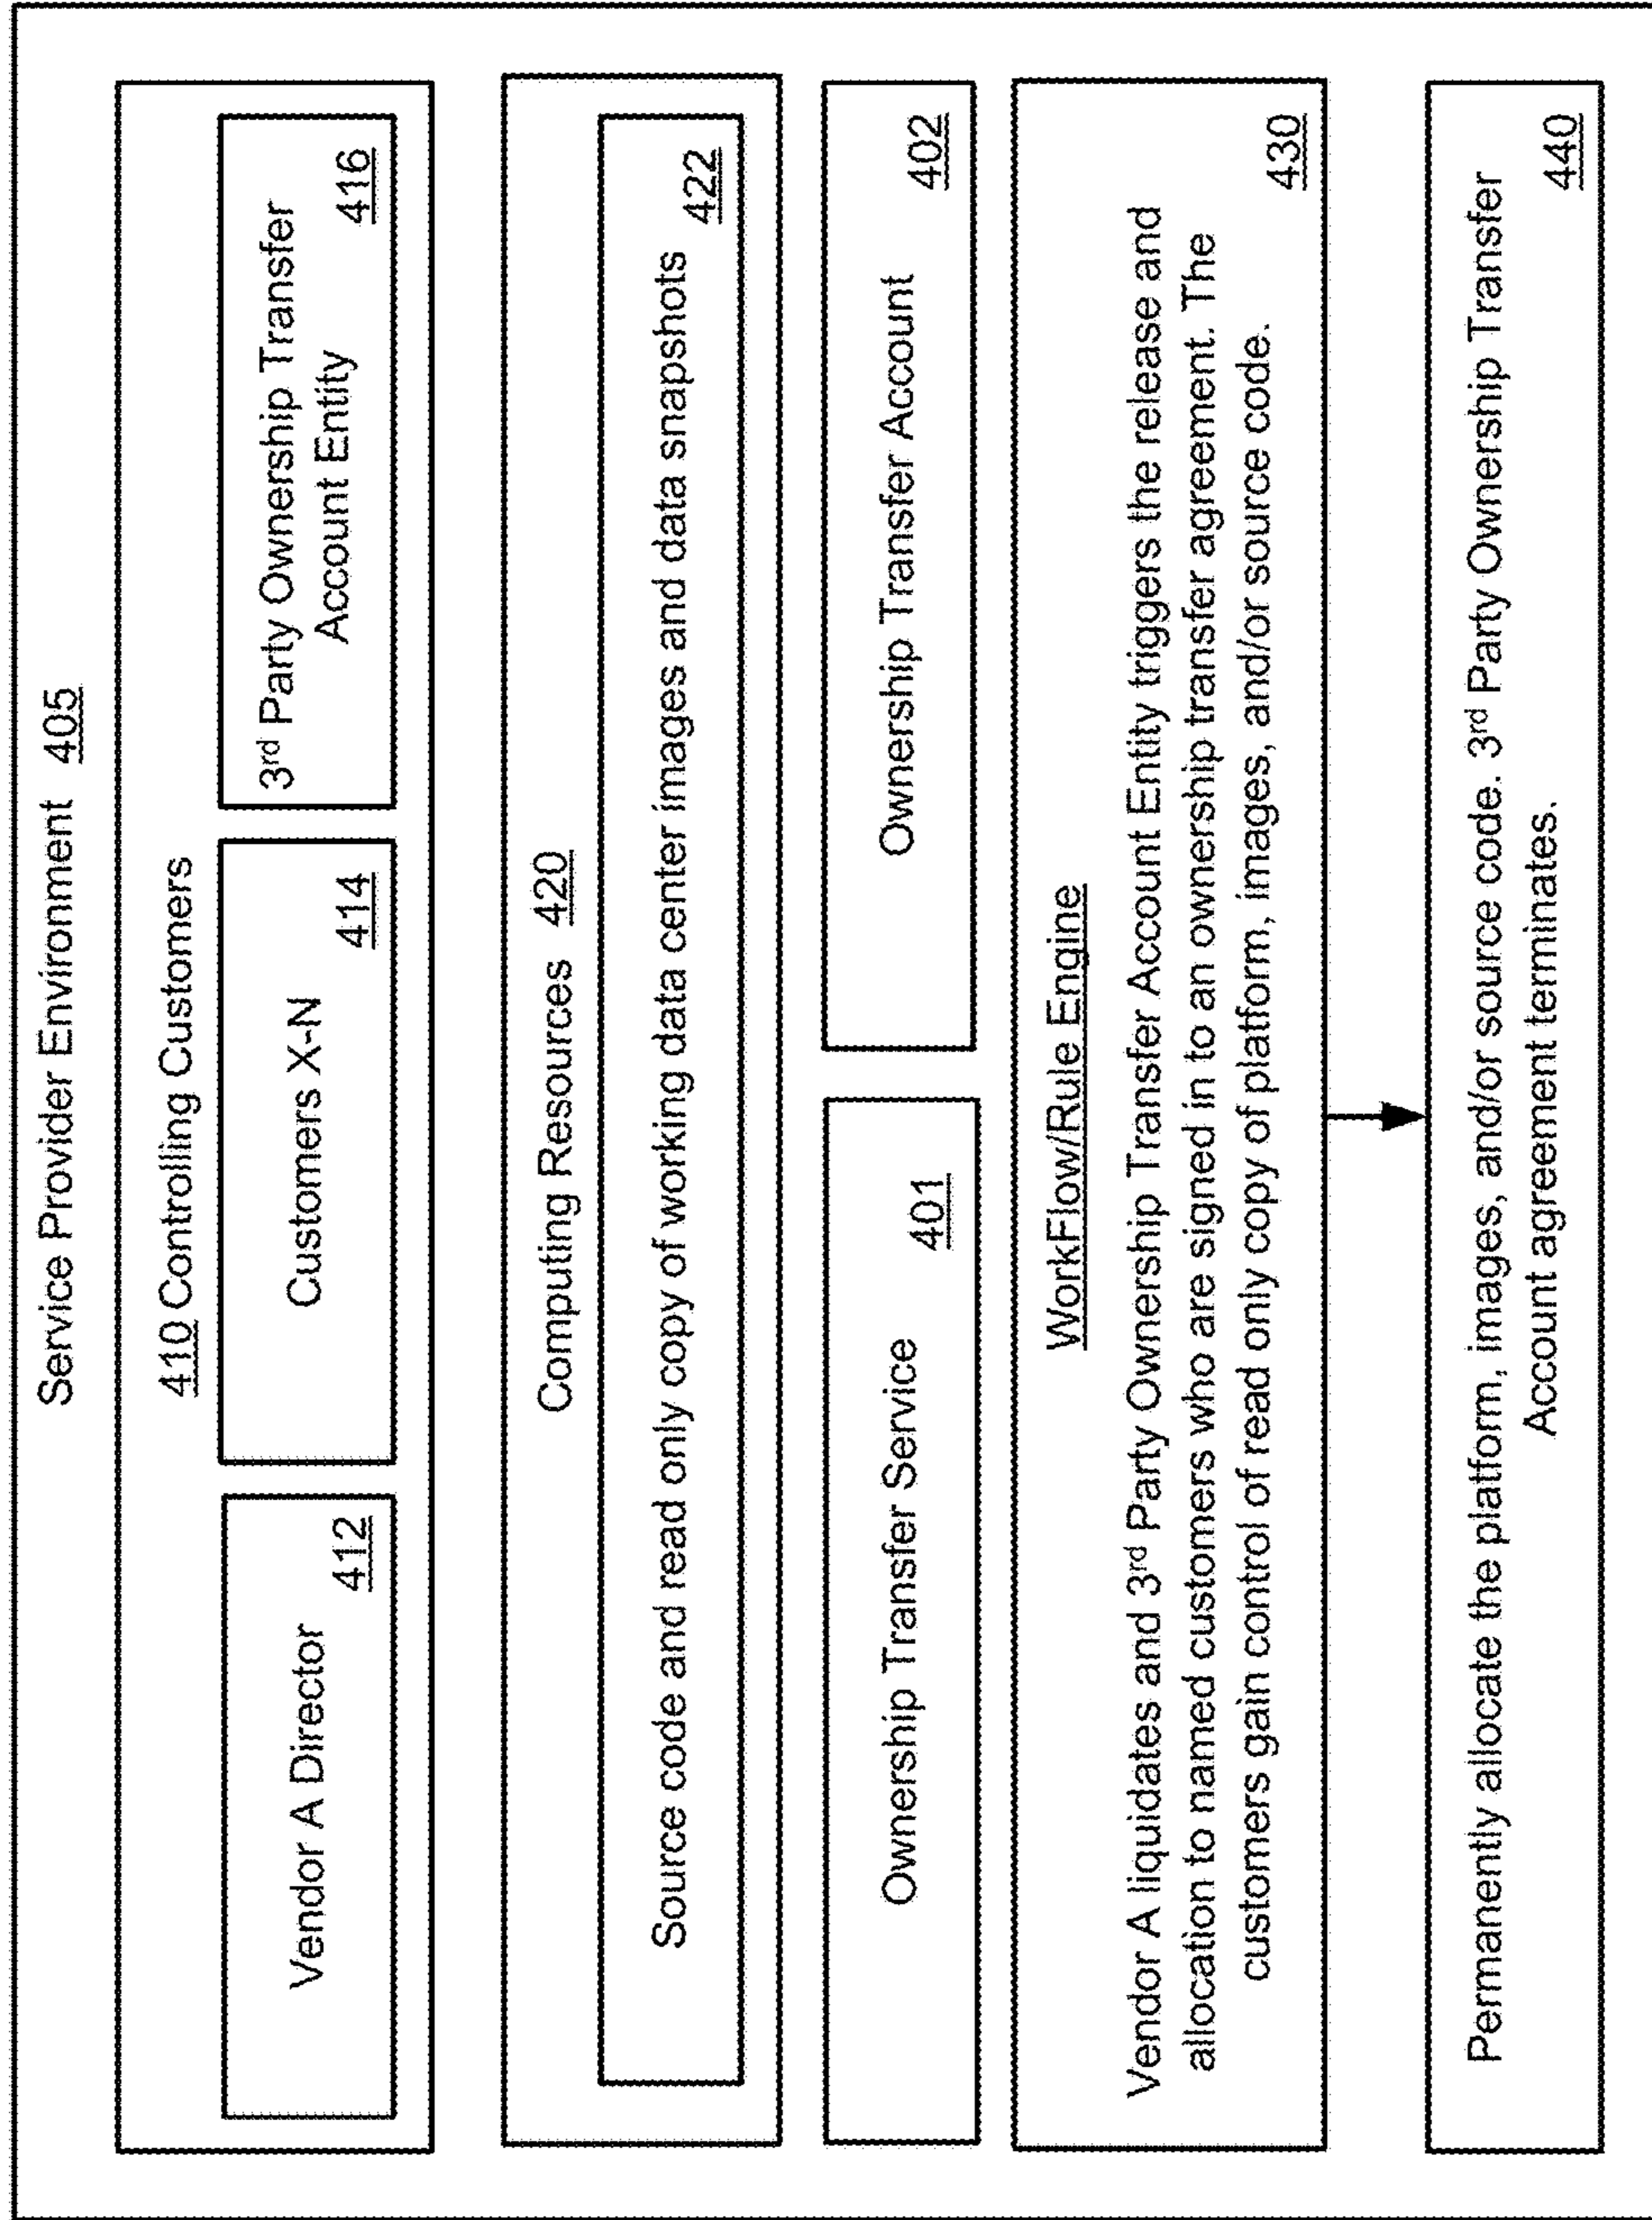 Service Provider Environment 405
410 Controlling Customers
Vendor A Director
412
Customers X-N
414
3rd Party Ownership Transfer
Account Entity
416
Computing Resources 420
Source code and read only copy of working data center images and data snapshots
422
Ownership Transfer Service
401
Ownership Transfer Account
402
WorkFlow/Rule Engine
Vendor A liquidates and 3rd Party Ownership Transfer Account Entity triggers the release and
allocation to named customers who are signed in to an ownership transfer agreement. The
customers gain control of read only copy of platform, images, and/or source code.
430
Permanently allocate the platform, images, and/or source code. 3rd Party Ownership Transfer
Account agreement terminates.
440